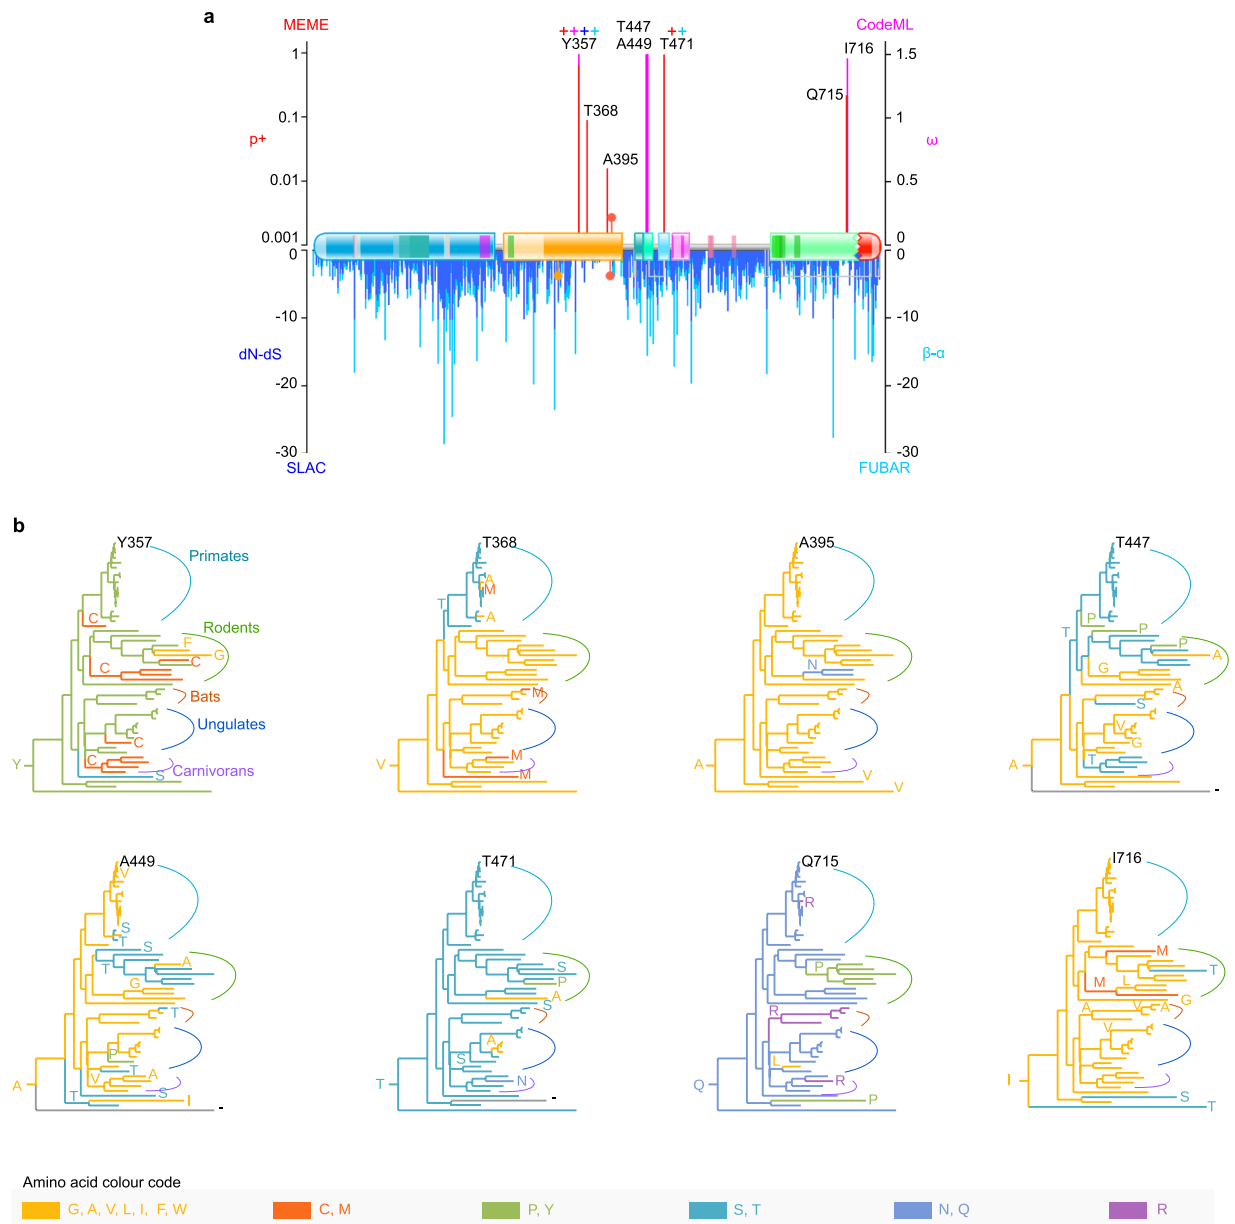 a
MEME
CodeML
T447
+ + + +
+ +
Y357
A449
T471
I716
1
1.5
Q715
T368
0.1
1
p+
ω
A395
0.01
0.5
0.001
0
0
0
-10
-10
dN-dS
β-α
-20
-20
-30
-30
SLAC
FUBAR
b
Y357
Primates
C
Rodents
F
G
C
C
Bats
Ungulates
C
C
Carnivorans
S
Y
T368
A
M
T
A
M
M
M
V
A395
N
A
V
V
T447
P
T
P
P
A
G
A
S
V
G
T
A
-
A449
V
S
T
S
T
A
G
T
P
T
V
A
A
T
S
I
-
T471
S
P
A
S
A
S
N
T
-
Q715
R
P
R
L
R
Q
P
I716
M
T
M
L
G
A
V
A
V
I
S
T
Amino acid colour code
G, A, V, L, I, F, W
C, M
P, Y
S, T
N, Q
R